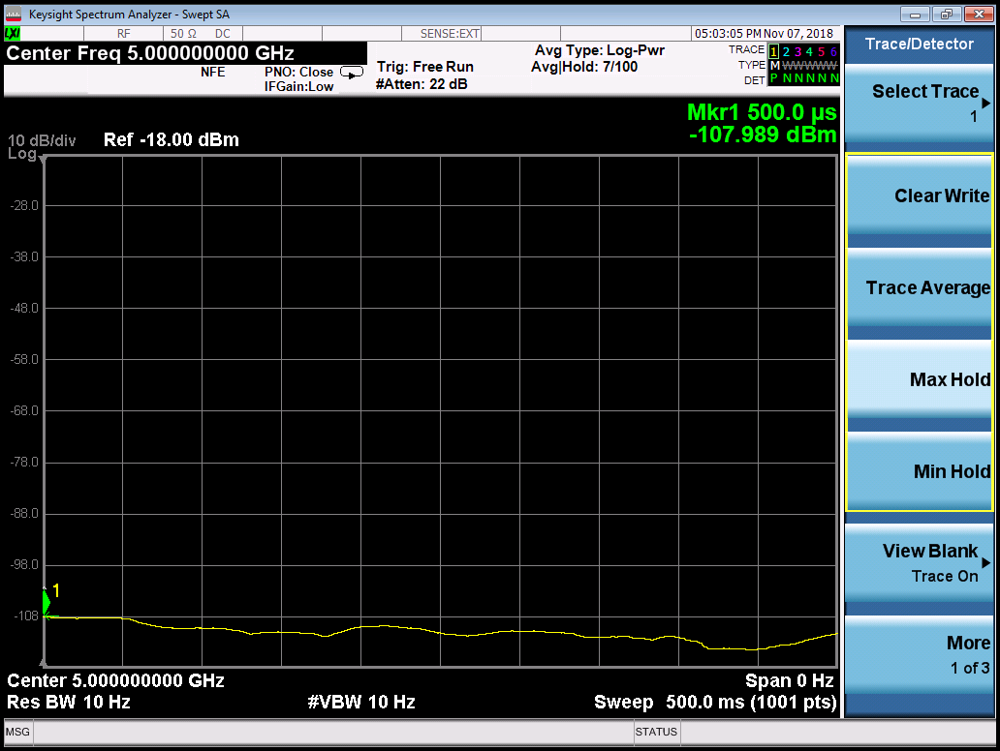 Keysight Spectrum Analyzer - Swept SA
LXI RF 50 Ω DC SENSE:EXT 05:03:05 PM Nov 07, 2018
Center Freq 5.000000000 GHz
NFE
PNO: Close
IFGain:Low
Trig: Free Run
#Atten: 22 dB
Avg Type: Log-Pwr
Avg|Hold: 7/100
TRACE 1 2 3 4 5 6
TYPE M W W W W W
DET P N N N N N
Mkr1 500.0 µs
-107.989 dBm
10 dB/div
Log
Ref -18.00 dBm
-28.0
-38.0
-48.0
-58.0
-68.0
-78.0
-88.0
-98.0
1
-108
Center 5.000000000 GHz
Span 0 Hz
Res BW 10 Hz
#VBW 10 Hz
Sweep 500.0 ms (1001 pts)
MSG
STATUS
Trace/Detector
Select Trace
1
Clear Write
Trace Average
Max Hold
Min Hold
View Blank
Trace On
More
1 of 3